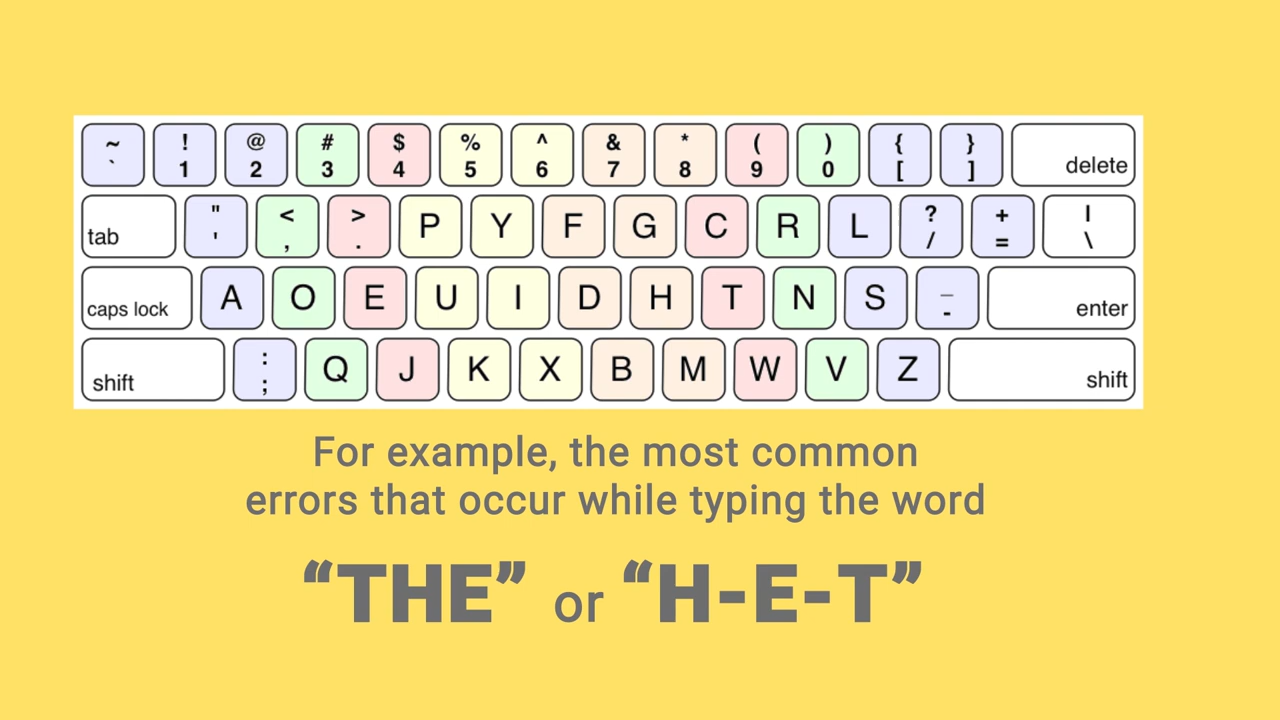 ~ ! @ # $ % ^ & * ( ) { }
` 1 2 3 4 5 6 7 8 9 0 [ ] delete
tab " ' < , > . P Y F G C R L ? / + = | \
caps lock A O E U I D H T N S _ - enter
shift : ; Q J K X B M W V Z shift
For example, the most common
errors that occur while typing the word
“THE” or “H-E-T”